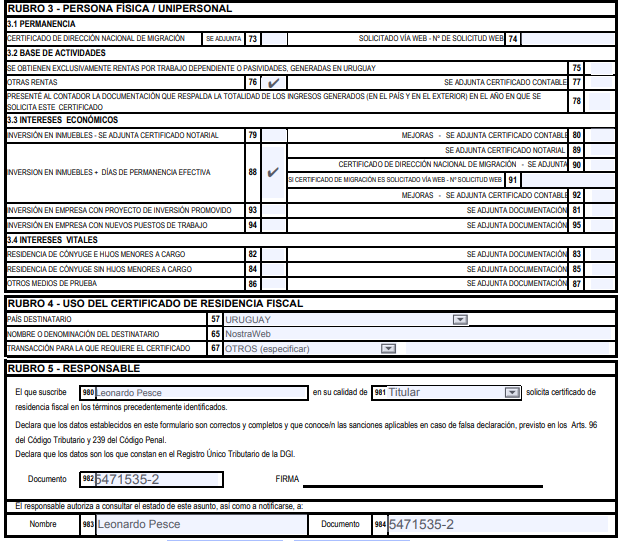 RUBRO 3 - PERSONA FÍSICA / UNIPERSONAL
3.1 PERMANENCIA
CERTIFICADO DE DIRECCIÓN NACIONAL DE MIGRACIÓN SE ADJUNTA 73 SOLICITADO VÍA WEB - Nº DE SOLICITUD WEB 74
3.2 BASE DE ACTIVIDADES
SE OBTIENEN EXCLUSIVAMENTE RENTAS POR TRABAJO DEPENDIENTE O PASIVIDADES, GENERADAS EN URUGUAY 75
OTRAS RENTAS 76 ✓ SE ADJUNTA CERTIFICADO CONTABLE 77
PRESENTÉ AL CONTADOR LA DOCUMENTACIÓN QUE RESPALDA LA TOTALIDAD DE LOS INGRESOS GENERADOS (EN EL PAÍS Y EN EL EXTERIOR) EN EL AÑO EN QUE SE
SOLICITA ESTE CERTIFICADO 78
3.3 INTERESES ECONÓMICOS
INVERSIÓN EN INMUEBLES - SE ADJUNTA CERTIFICADO NOTARIAL 79 MEJORAS - SE ADJUNTA CERTIFICADO CONTABLE 80
SE ADJUNTA CERTIFICADO NOTARIAL 89
INVERSION EN INMUEBLES + DÍAS DE PERMANENCIA EFECTIVA 88 ✓ CERTIFICADO DE DIRECCIÓN NACIONAL DE MIGRACIÓN - SE ADJUNTA 90
SI CERTIFICADO DE MIGRACIÓN ES SOLICITADO VÍA WEB - Nº SOLICITUD WEB 91
MEJORAS - SE ADJUNTA CERTIFICADO CONTABLE 92
INVERSIÓN EN EMPRESA CON PROYECTO DE INVERSIÓN PROMOVIDO 93 SE ADJUNTA DOCUMENTACIÓN 81
INVERSIÓN EN EMPRESA CON NUEVOS PUESTOS DE TRABAJO 94 SE ADJUNTA DOCUMENTACIÓN 95
3.4 INTERESES VITALES
RESIDENCIA DE CÓNYUGE E HIJOS MENORES A CARGO 82 SE ADJUNTA DOCUMENTACIÓN 83
RESIDENCIA DE CÓNYUGE SIN HIJOS MENORES A CARGO 84 SE ADJUNTA DOCUMENTACIÓN 85
OTROS MEDIOS DE PRUEBA 86 SE ADJUNTA DOCUMENTACIÓN 87
RUBRO 4 - USO DEL CERTIFICADO DE RESIDENCIA FISCAL
PAÍS DESTINATARIO 57 URUGUAY
NOMBRE O DENOMINACIÓN DEL DESTINATARIO 65 NostraWeb
TRANSACCIÓN PARA LA QUE REQUIERE EL CERTIFICADO 67 OTROS (especificar)
RUBRO 5 - RESPONSABLE
El que suscribe 980 Leonardo Pesce en su calidad de 981 Titular solicita certificado de
residencia fiscal en los términos precedentemente identificados.
Declara que los datos establecidos en este formulario son correctos y completos y que conoce/n las sanciones aplicables en caso de falsa declaración, previsto en los Arts. 96
del Código Tributario y 239 del Código Penal.
Declara que los datos son los que constan en el Registro Único Tributario de la DGI.
Documento 982 5471535-2 FIRMA
El responsable autoriza a consultar el estado de este asunto, así como a notificarse, a:
Nombre 983 Leonardo Pesce Documento 984 5471535-2